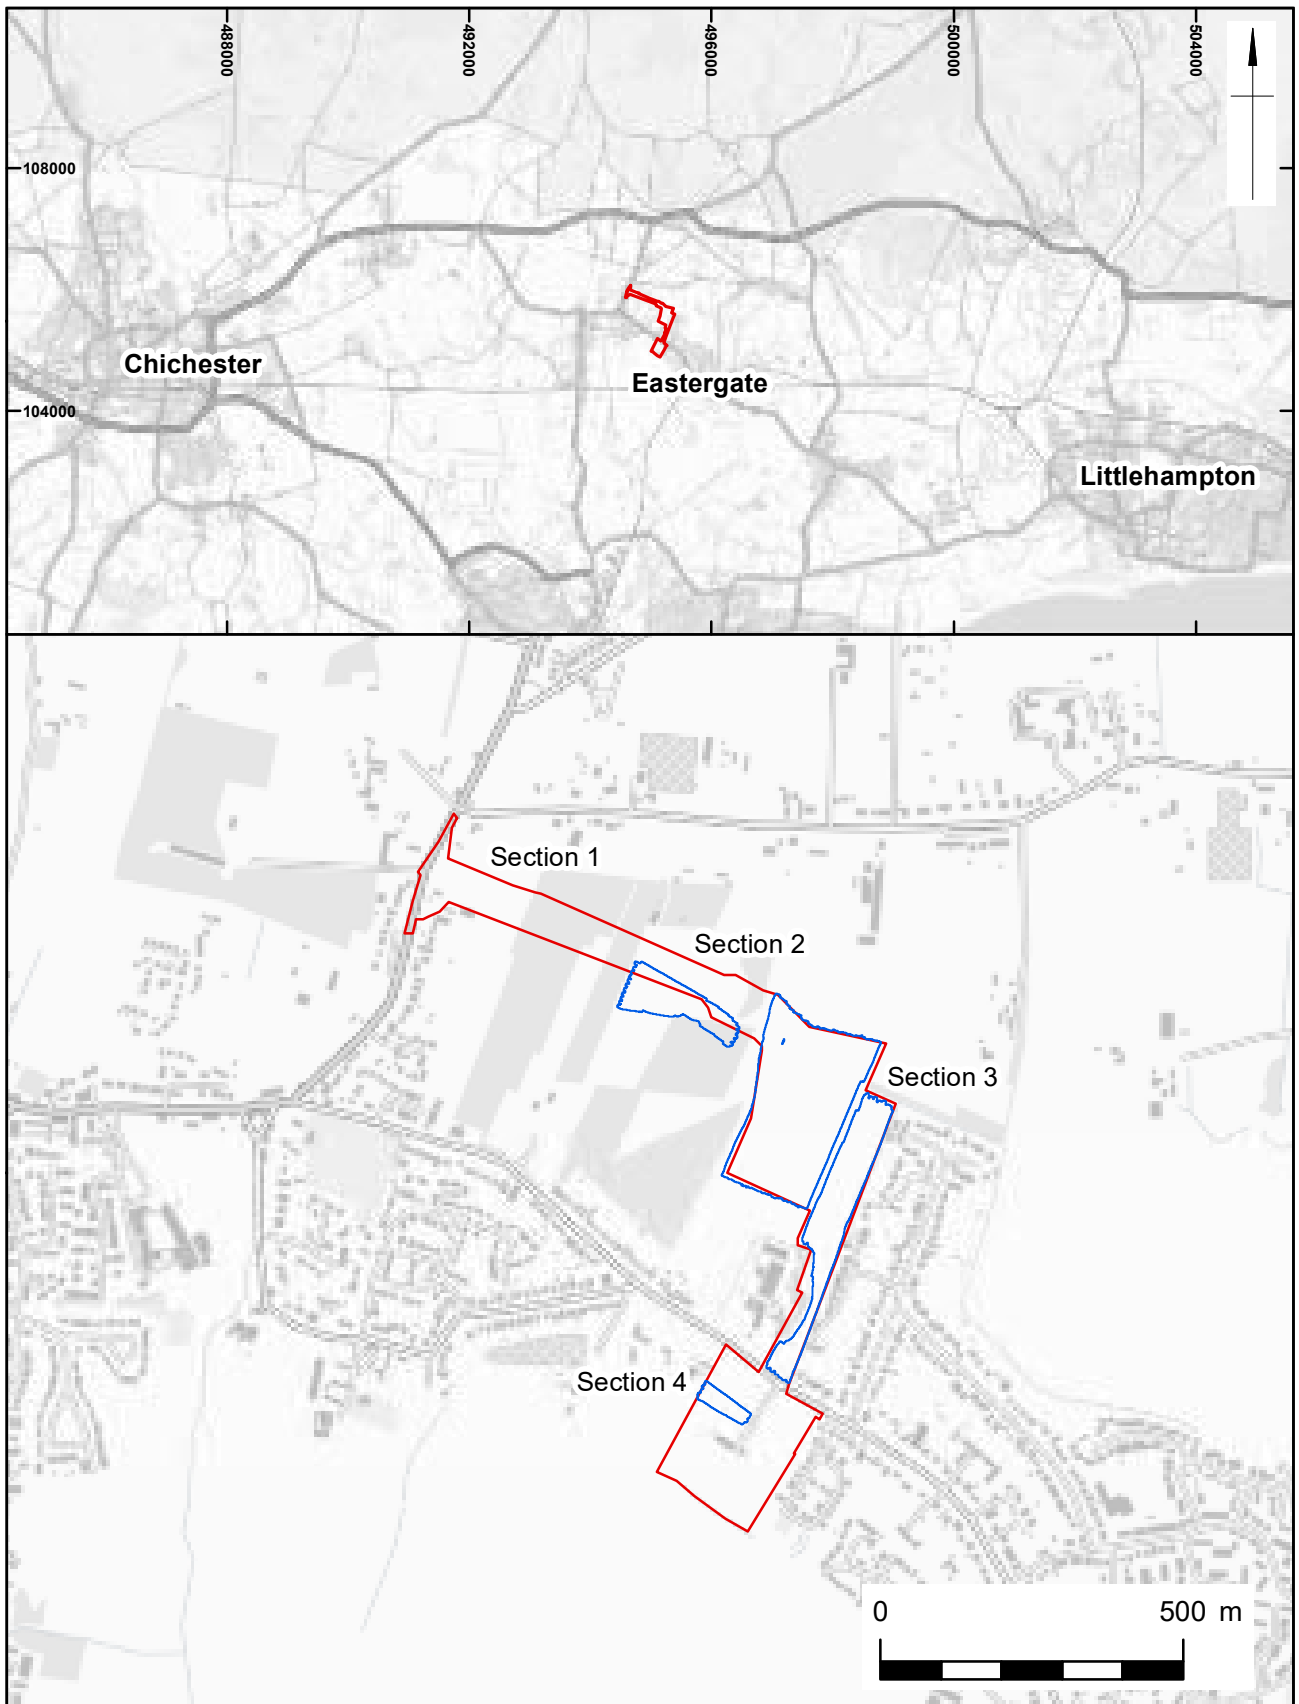 488000
492000
496000
500000
504000
108000
Chichester
Eastergate
104000
Littlehampton
Section 1
Section 2
Section 3
Section 4
0 500 m